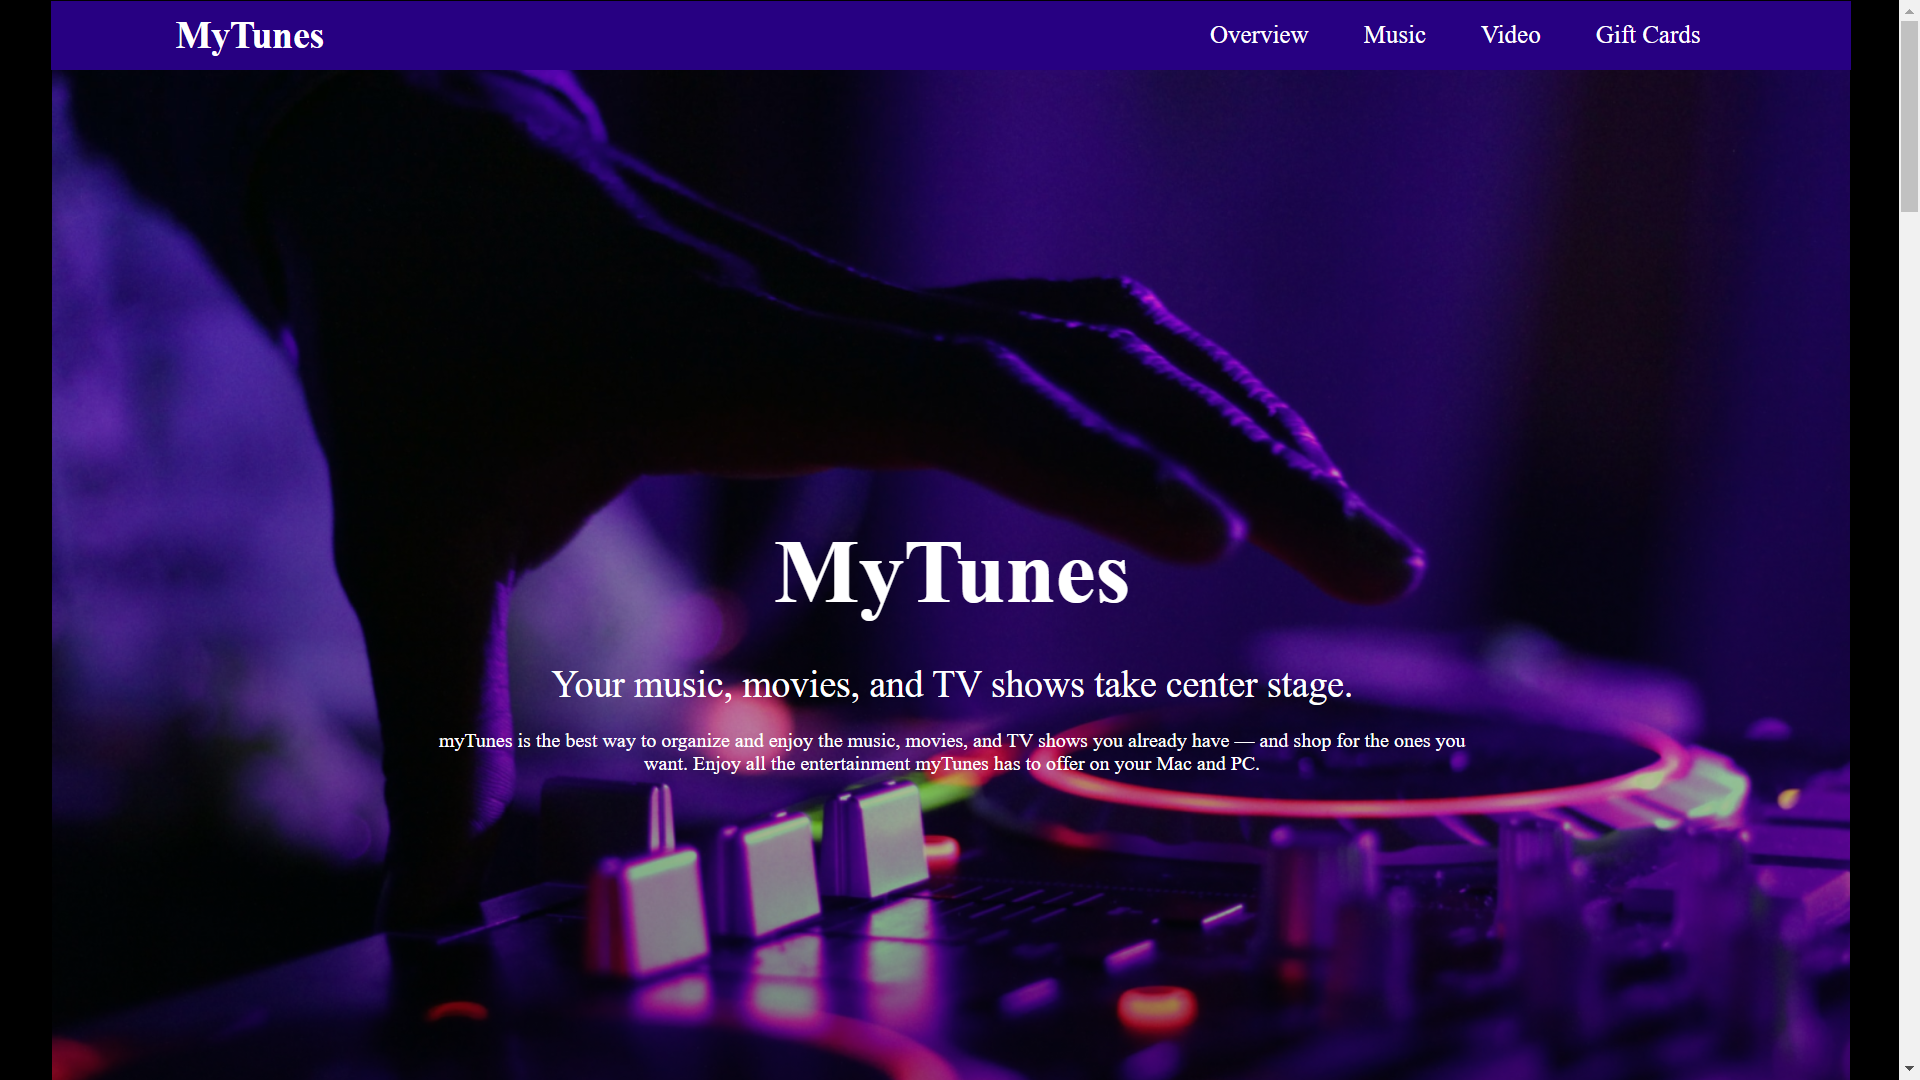 MyTunes
Overview Music Video Gift Cards
MyTunes
Your music, movies, and TV shows take center stage.
myTunes is the best way to organize and enjoy the music, movies, and TV shows you already have — and shop for the ones you
want. Enjoy all the entertainment myTunes has to offer on your Mac and PC.